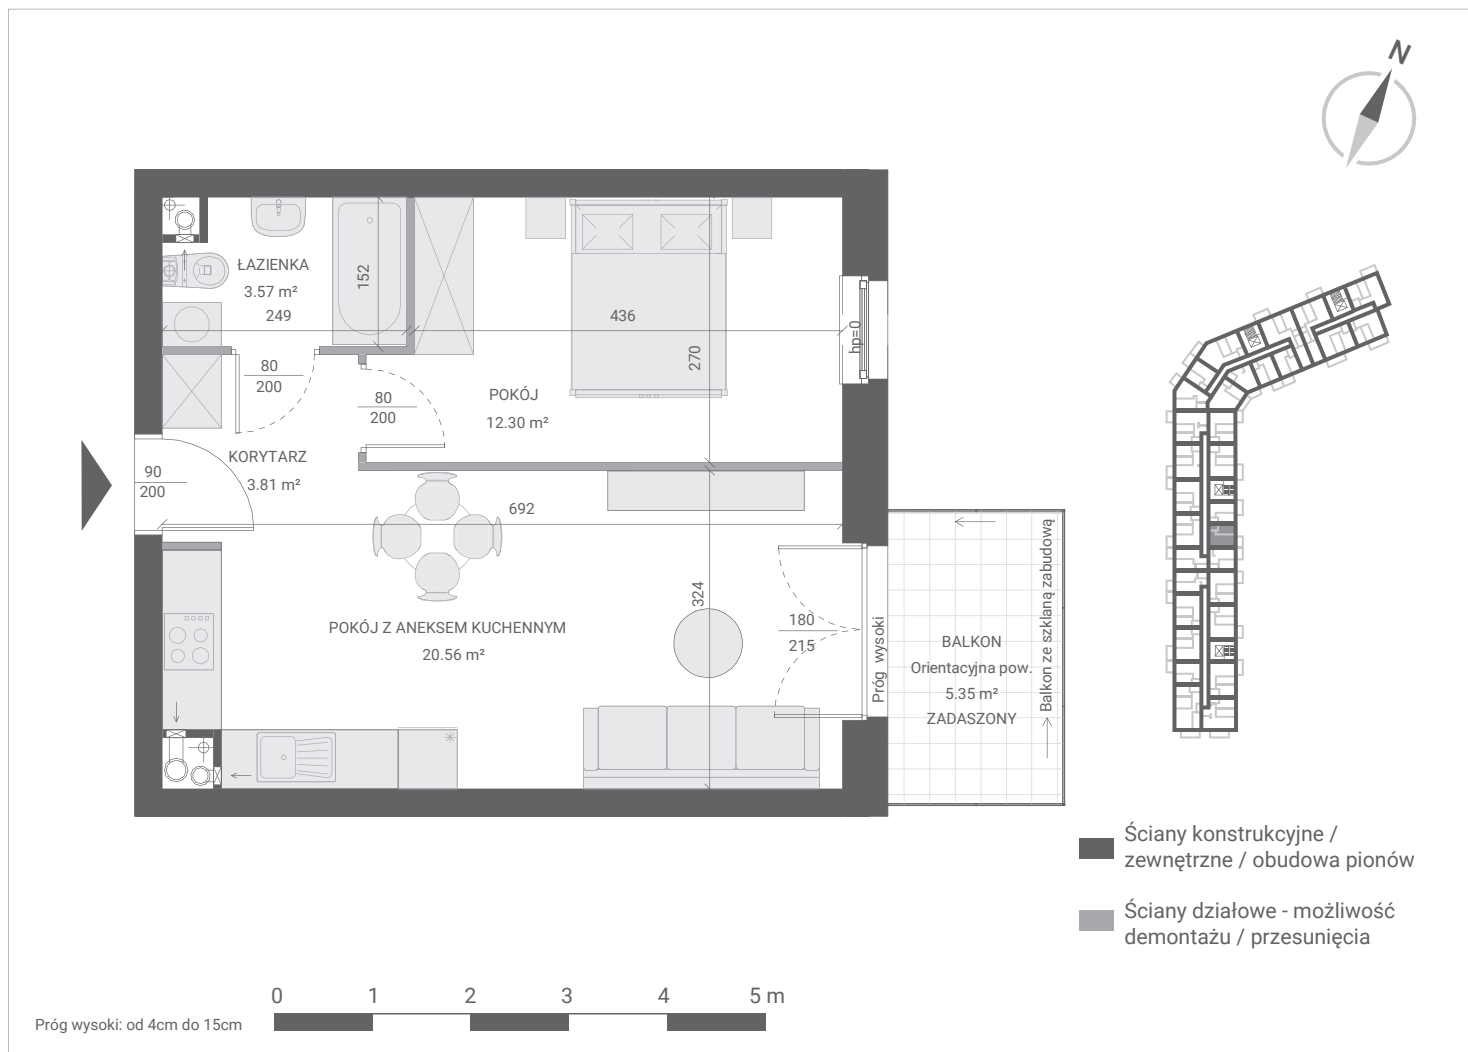 N
ŁAZIENKA
3.57 m²
249
152
436
270
hp=0
80
200
80
200
POKÓJ
12.30 m²
KORYTARZ
3.81 m²
90
200
692
324
POKÓJ Z ANEKSEM KUCHENNYM
20.56 m²
180
215
Próg wysoki
BALKON
Orientacyjna pow.
5.35 m²
ZADASZONY
Balkon ze szklaną zabudową
Ściany konstrukcyjne /
zewnętrzne / obudowa pionów
Ściany działowe - możliwość
demontażu / przesunięcia
0 1 2 3 4 5 m
Próg wysoki: od 4cm do 15cm